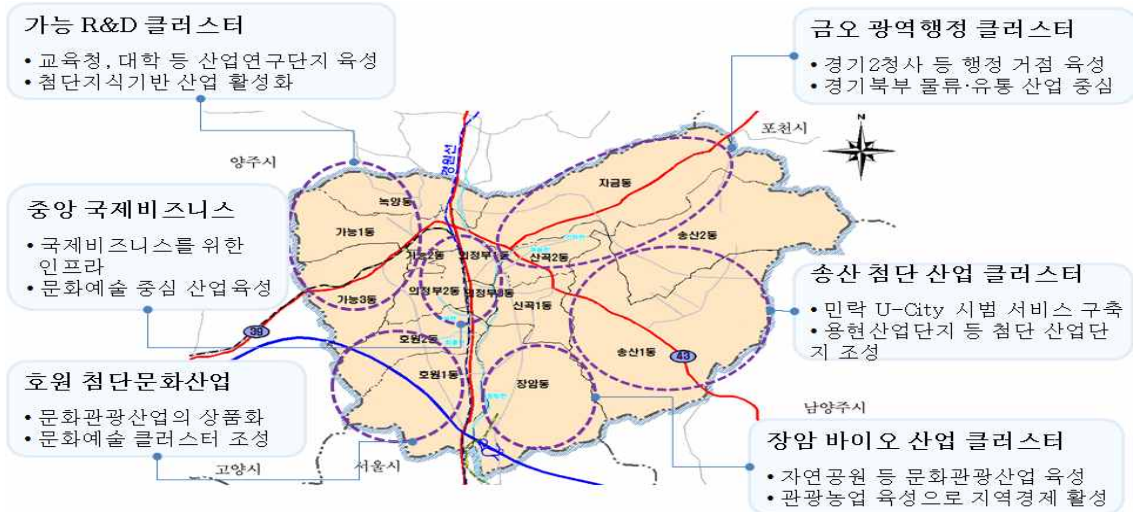 가능 R&D 클러스터
• 교육청, 대학 등 산업연구단지 육성
• 첨단지식기반 산업 활성화
금오 광역행정 클러스터
• 경기2청사 등 행정 거점 육성
• 경기북부 물류·유통 산업 중심
중앙 국제비즈니스
• 국제비즈니스를 위한
인프라
• 문화예술 중심 산업육성
송산 첨단 산업 클러스터
• 민락 U-City 시범 서비스 구축
• 용현산업단지 등 첨단 산업단
지 조성
호원 첨단문화산업
• 문화관광산업의 상품화
• 문화예술 클러스터 조성
장암 바이오 산업 클러스터
• 자연공원 등 문화관광산업 육성
• 관광농업 육성으로 지역경제 활성
양주시
포천시
N
경원선
자금동
녹양동
가능1동
송산2동
가능2동
의정부1동
산곡2동
의정부2동
의정부3동
가능3동
신곡1동
39
호원2동
송산1동
43
호원1동
장암동
남양주시
고양시
서울시